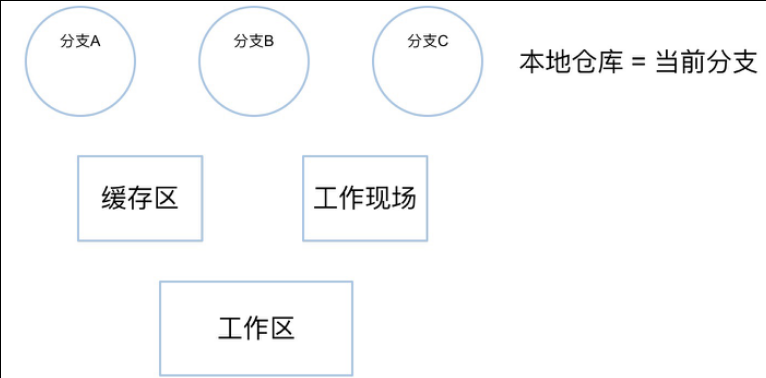 分支A
分支B
分支C
本地仓库 = 当前分支
缓存区
工作现场
工作区